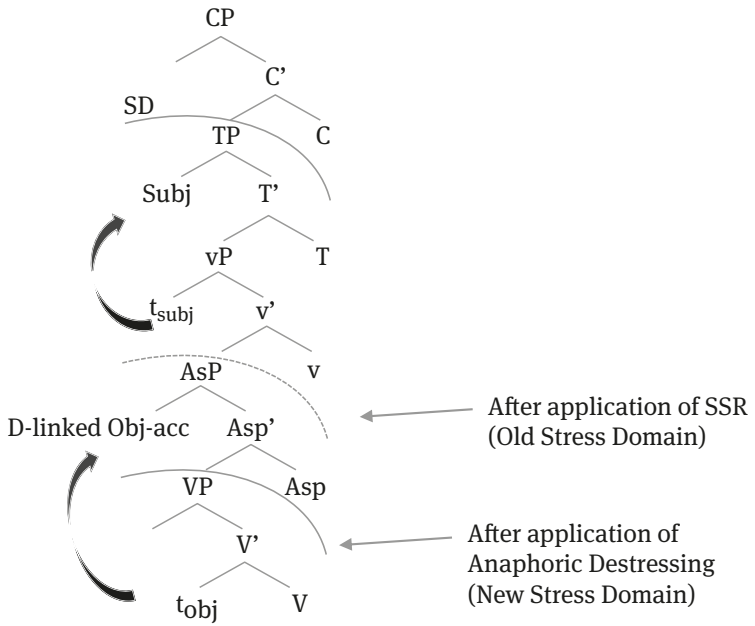 CP
C’
SD
TP
C
Subj
T’
vP
T
tsubj
v’
AsP
v
D-linked Obj-acc
Asp’
After application of SSR
(Old Stress Domain)
VP
Asp
V’
After application of
Anaphoric Destressing
(New Stress Domain)
tobj
V